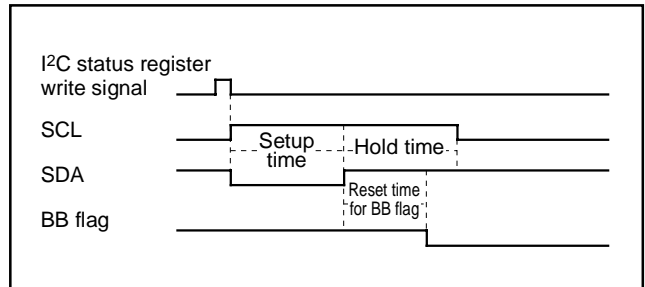 I²C status register
write signal
SCL
Setup
time
Hold time
SDA
Reset time
for BB flag
BB flag